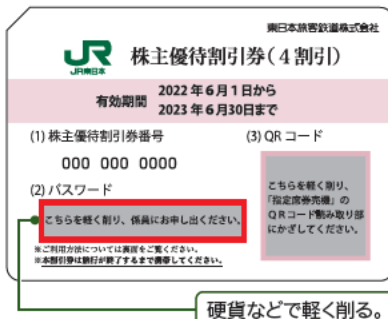 東日本旅客鉄道株式会社
JR
JR東日本
株主優待割引券(4割引)
有効期間
2022年6月1日から
2023年6月30日まで
(1) 株主優待割引券番号
000 000 0000
(2) パスワード
こちらを軽く削り、係員にお申し出ください。
※ご利用方法については裏面をご覧ください。
※本割引券は旅行が終了するまで携帯してください。
(3) QRコード
こちらを軽く削り、
「指定席券売機」の
QRコード読み取り部
にかざしてください。
硬貨などで軽く削る。